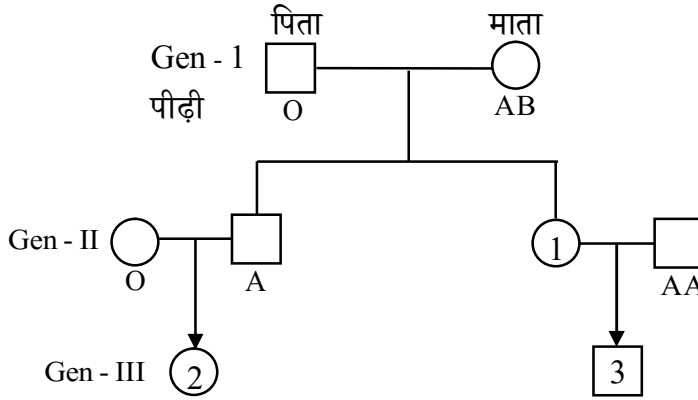 पिता माता
Gen - 1
पीढ़ी O AB
Gen - II 1
O A AA
Gen - III 2 3